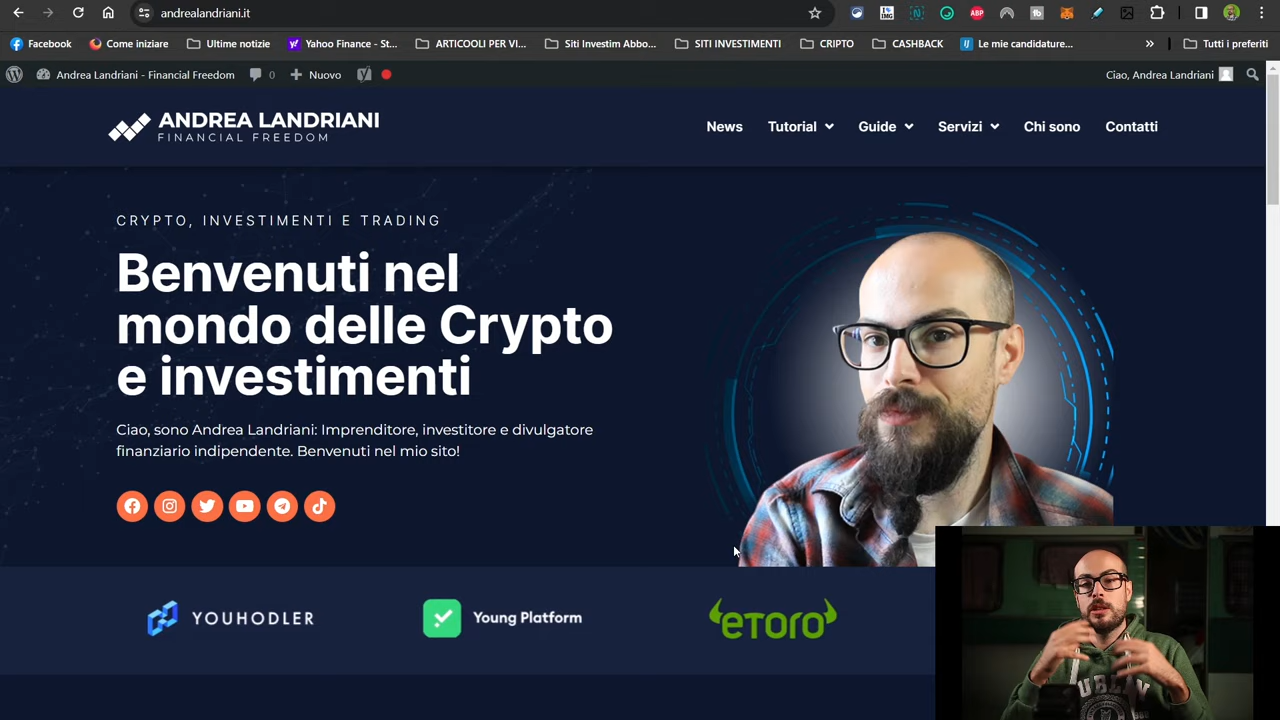 andrealandriani.it
ABP
Facebook
Come iniziare
Ultime notizie
Yahoo Finance - St...
ARTICOOLI PER VI...
Siti Investim Abbo...
SITI INVESTIMENTI
CRIPTO
CASHBACK
Le mie candidature...
Tutti i preferiti
Andrea Landriani - Financial Freedom
0
Nuovo
Ciao, Andrea Landriani
ANDREA LANDRIANI
FINANCIAL FREEDOM
News
Tutorial
Guide
Servizi
Chi sono
Contatti
CRYPTO, INVESTIMENTI E TRADING
Benvenuti nel
mondo delle Crypto
e investimenti
Ciao, sono Andrea Landriani: Imprenditore, investitore e divulgatore
finanziario indipendente. Benvenuti nel mio sito!
YOUHODLER
Young Platform
eToro